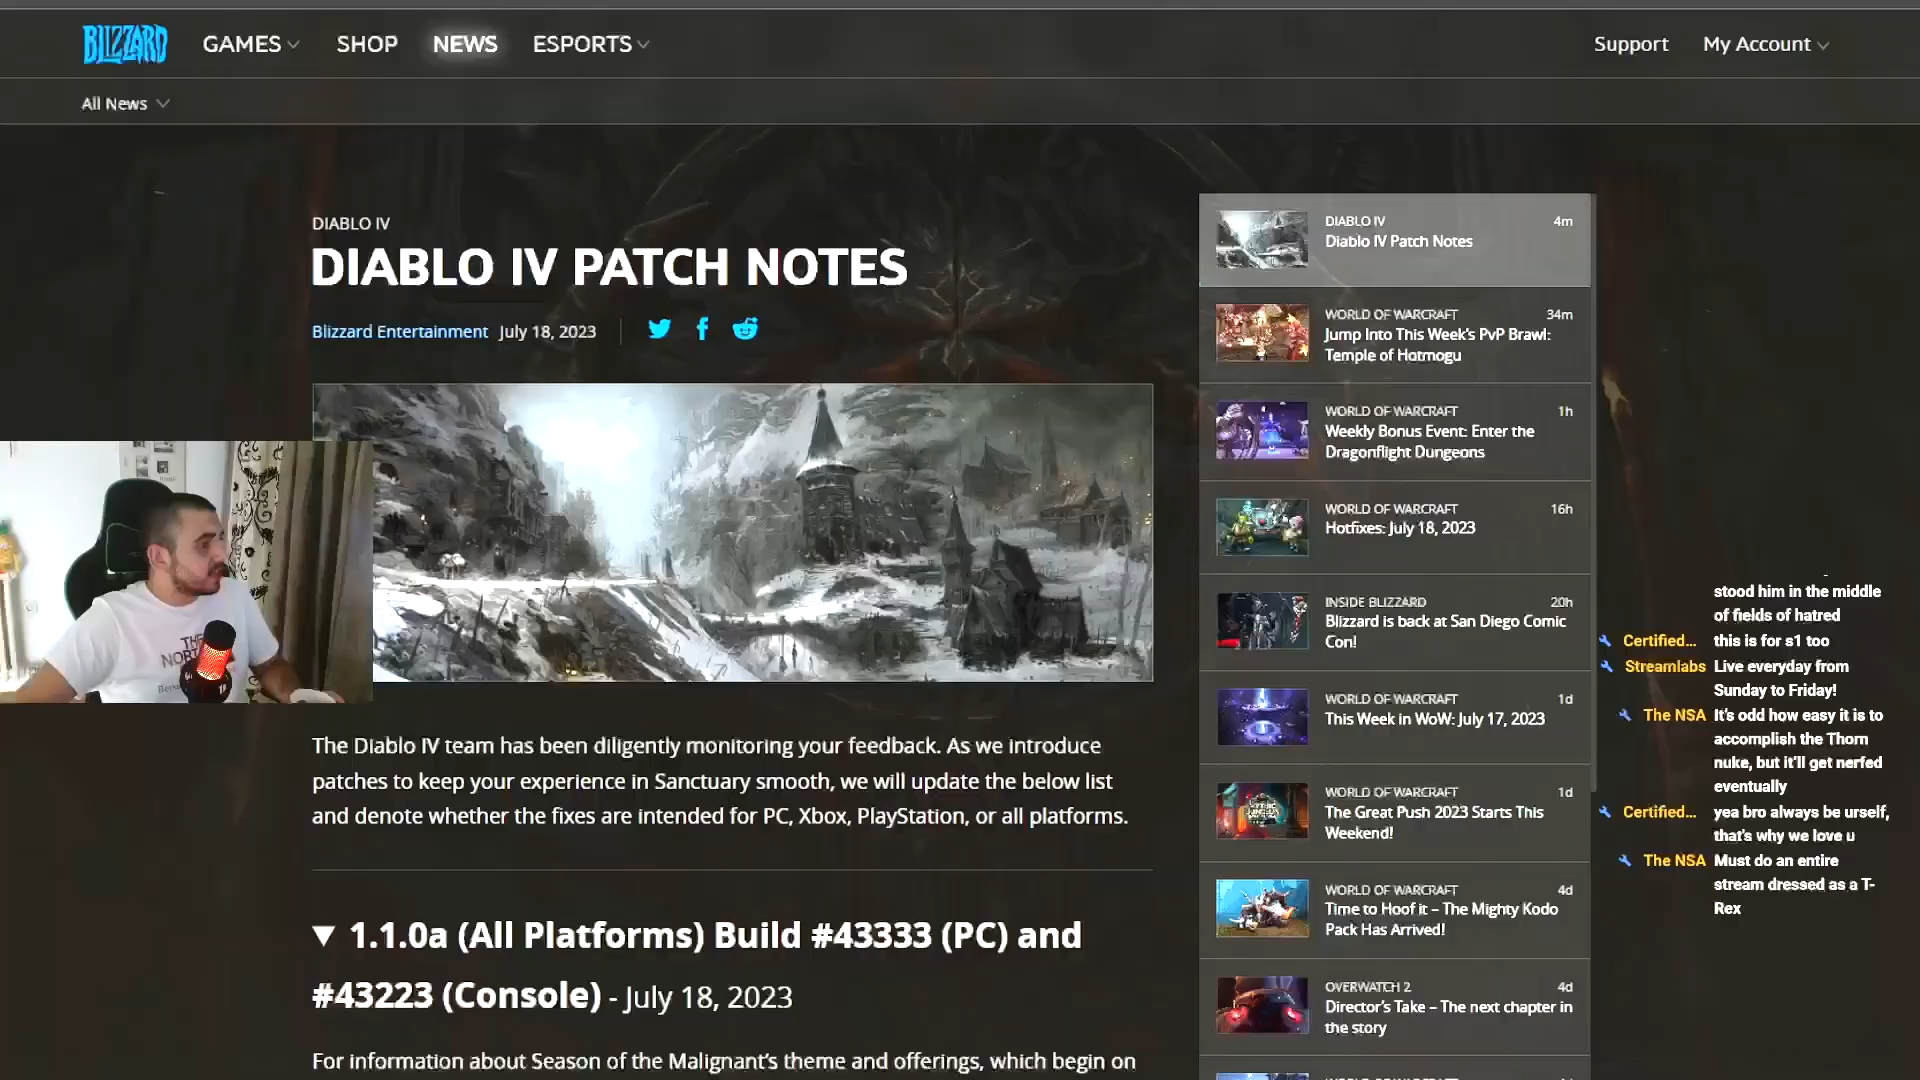 BLIZZARD
GAMES
SHOP
NEWS
ESPORTS
Support
My Account
All News
DIABLO IV
DIABLO IV PATCH NOTES
Blizzard Entertainment July 18, 2023
The Diablo IV team has been diligently monitoring your feedback. As we introduce
patches to keep your experience in Sanctuary smooth, we will update the below list
and denote whether the fixes are intended for PC, Xbox, PlayStation, or all platforms.
1.1.0a (All Platforms) Build #43333 (PC) and
#43223 (Console) - July 18, 2023
For information about Season of the Malignant's theme and offerings, which begin on
DIABLO IV 4m
Diablo IV Patch Notes
WORLD OF WARCRAFT 34m
Jump Into This Week's PvP Brawl:
Temple of Hotmogu
WORLD OF WARCRAFT 1h
Weekly Bonus Event: Enter the
Dragonflight Dungeons
WORLD OF WARCRAFT 16h
Hotfixes: July 18, 2023
INSIDE BLIZZARD 20h
Blizzard is back at San Diego Comic
Con!
WORLD OF WARCRAFT 1d
This Week in WoW: July 17, 2023
WORLD OF WARCRAFT 1d
The Great Push 2023 Starts This
Weekend!
WORLD OF WARCRAFT 4d
Time to Hoof it – The Mighty Kodo
Pack Has Arrived!
OVERWATCH 2 4d
Director's Take – The next chapter in
the story
stood him in the middle
of fields of hatred
Certified... this is for s1 too
Streamlabs Live everyday from
Sunday to Friday!
The NSA It's odd how easy it is to
accomplish the Thorn
nuke, but it'll get nerfed
eventually
Certified... yea bro always be urself,
that's why we love u
The NSA Must do an entire
stream dressed as a T-
Rex
THE
NOR